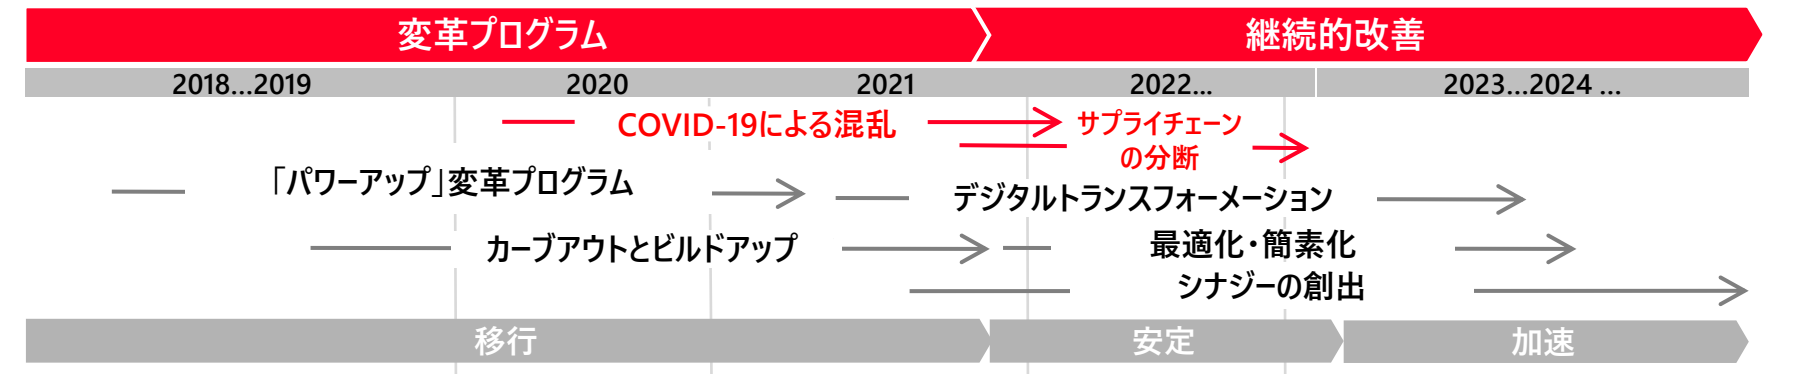 変革プログラム
継続的改善
2018...2019
2020
2021
2022...
2023...2024 ...
COVID-19による混乱
サプライチェーン
の分断
「パワーアップ」変革プログラム
デジタルトランスフォーメーション
カーブアウトとビルドアップ
最適化・簡素化
シナジーの創出
移行
安定
加速